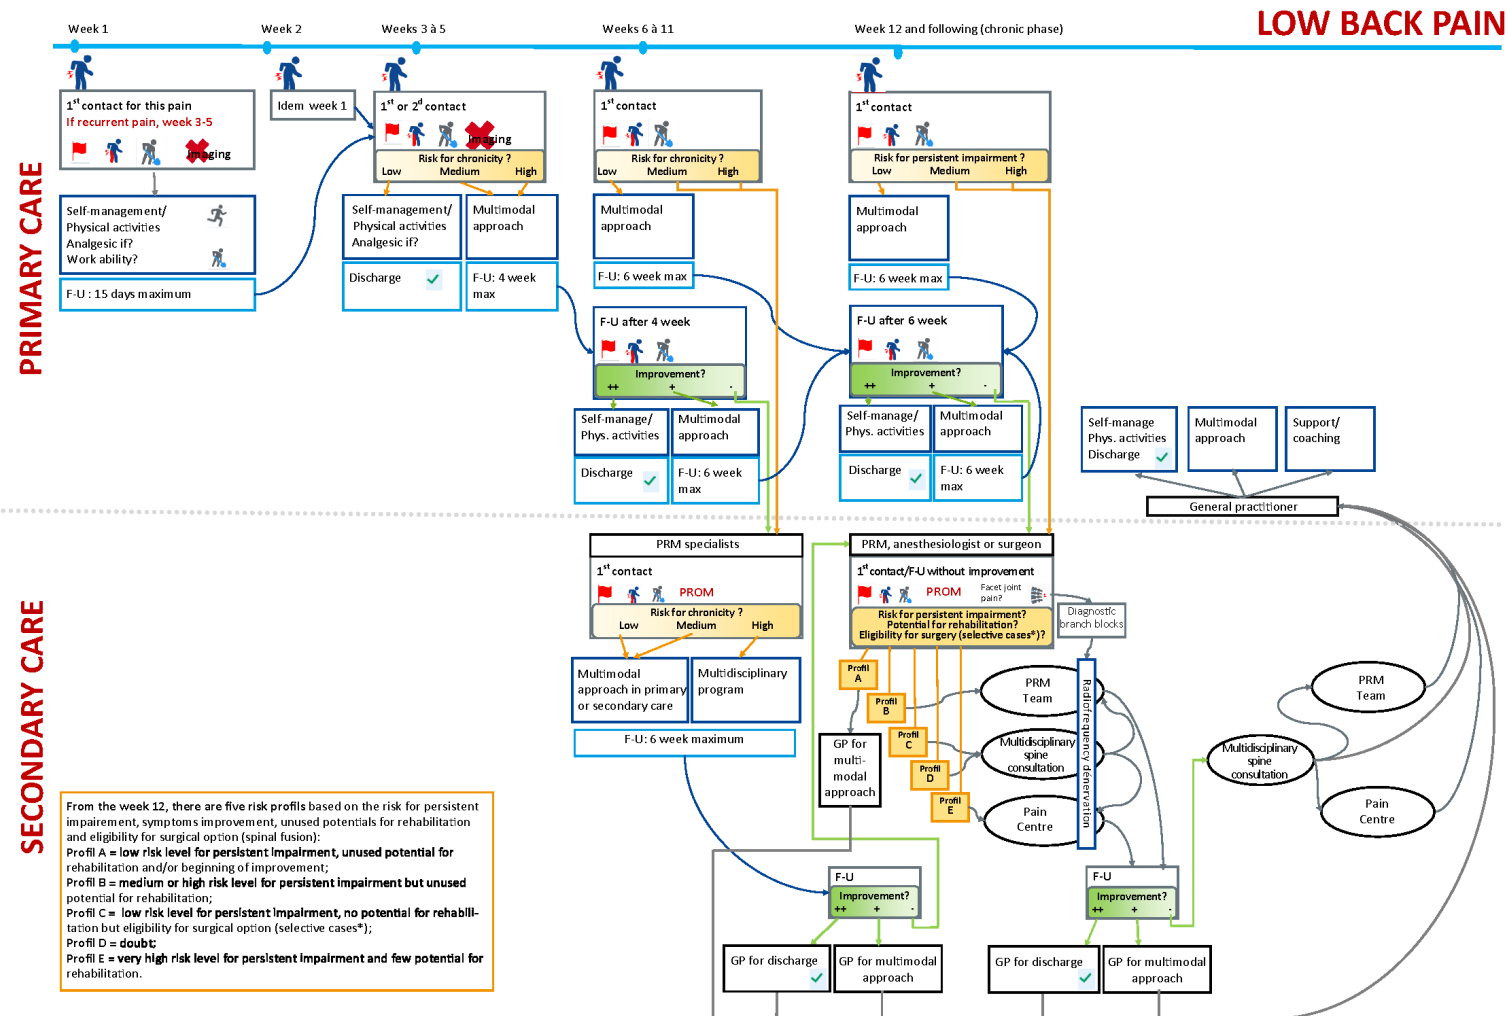 LOW BACK PAIN
Week 1
Week 2
Weeks 3 à 5
Weeks 6 à 11
Week 12 and following (chronic phase)
PRIMARY CARE
1st contact for this pain
If recurrent pain, week 3-5
Imaging
Self-management/
Physical activities
Analgesic if?
Work ability?
F-U : 15 days maximum
Idem week 1
1st or 2d contact
Imaging
Risk for chronicity ?
Low Medium High
Self-management/
Physical activities
Analgesic if?
Discharge
Multimodal
approach
F-U: 4 week
max
1st contact
Risk for chronicity ?
Low Medium High
Multimodal
approach
F-U: 6 week max
F-U after 4 week
Improvement?
++ + -
Self-manage/
Phys. activities
Discharge
Multimodal
approach
F-U: 6 week
max
1st contact
Risk for persistent impairment ?
Low Medium High
Multimodal
approach
F-U: 6 week max
F-U after 6 week
Improvement?
++ + -
Self-manage/
Phys. activities
Discharge
Multimodal
approach
F-U: 6 week
max
Self-manage
Phys. activities
Discharge
Multimodal
approach
Support/
coaching
General practitioner
SECONDARY CARE
PRM specialists
1st contact
PROM
Risk for chronicity ?
Low Medium High
Multimodal
approach in primary
or secondary care
Multidisciplinary
program
F-U: 6 week maximum
PRM, anesthesiologist or surgeon
1st contact/F-U without improvement
PROM
Facet joint
pain?
Risk for persistent impairment?
Potential for rehabilitation?
Eligibility for surgery (selective cases*)?
Diagnostic
branch blocks
Profil
A
Profil
B
Profil
C
Profil
D
Profil
E
GP for
multi-
modal
approach
PRM
Team
Multidisciplinary
spine
consultation
Pain
Centre
Radiofrequency dénervation
F-U
Improvement?
++ + -
GP for discharge
GP for multimodal
approach
F-U
Improvement?
++ + -
GP for discharge
GP for multimodal
approach
Multidisciplinary
spine
consultation
PRM
Team
Pain
Centre
From the week 12, there are five risk profils based on the risk for persistent
impairement, symptoms improvement, unused potentials for rehabilitation
and eligibility for surgical option (spinal fusion):
Profil A = low risk level for persistent impairment, unused potential for
rehabilitation and/or beginning of improvement;
Profil B = medium or high risk level for persistent impairment but unused
potential for rehabilitation;
Profil C = low risk level for persistent impairment, no potential for rehabili-
tation but eligibility for surgical option (selective cases*);
Profil D = doubt;
Profil E = very high risk level for persistent impairment and few potential for
rehabilitation.